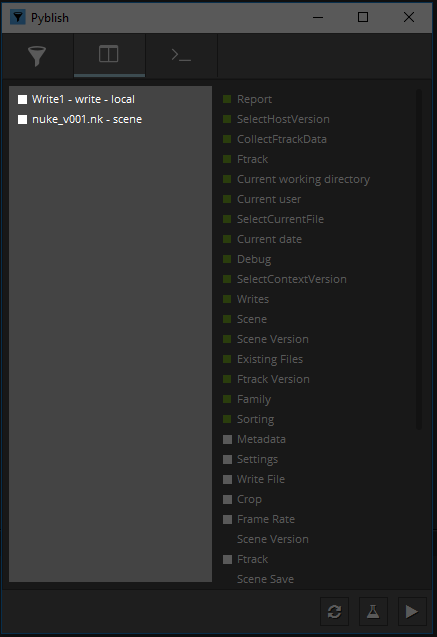 Pyblish
Write1 - write - local
nuke_v001.nk - scene
Report
SelectHostVersion
CollectFtrackData
Ftrack
Current working directory
Current user
SelectCurrentFile
Current date
Debug
SelectContextVersion
Writes
Scene
Scene Version
Existing Files
Ftrack Version
Family
Sorting
Metadata
Settings
Write File
Crop
Frame Rate
Scene Version
Ftrack
Scene Save